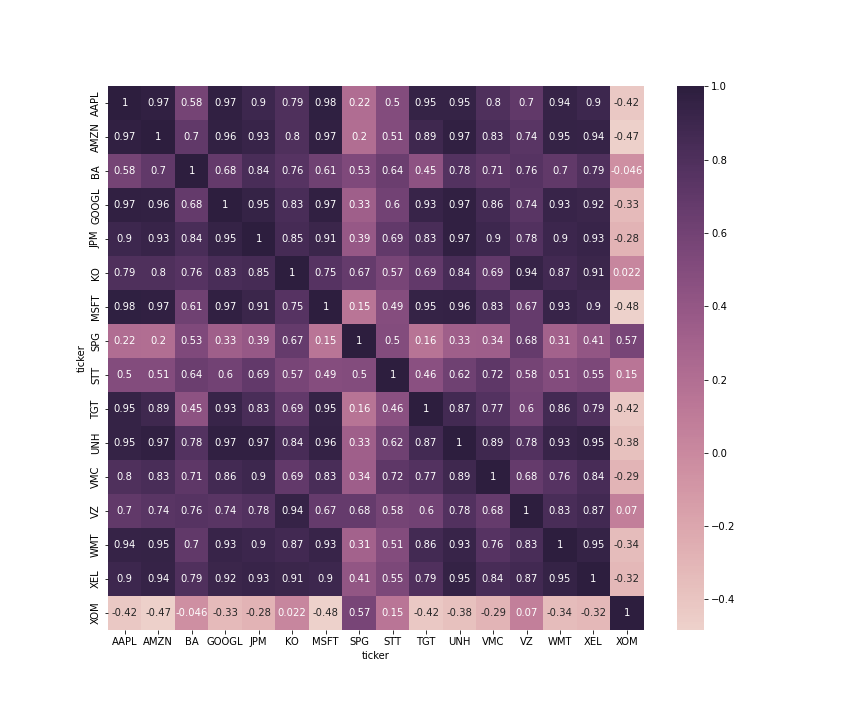 AAPL 1 0.97 0.58 0.97 0.9 0.79 0.98 0.22 0.5 0.95 0.95 0.8 0.7 0.94 0.9 -0.42
AMZN 0.97 1 0.7 0.96 0.93 0.8 0.97 0.2 0.51 0.89 0.97 0.83 0.74 0.95 0.94 -0.47
BA 0.58 0.7 1 0.68 0.84 0.76 0.61 0.53 0.64 0.45 0.78 0.71 0.76 0.7 0.79 -0.046
GOOGL 0.97 0.96 0.68 1 0.95 0.83 0.97 0.33 0.6 0.93 0.97 0.86 0.74 0.93 0.92 -0.33
JPM 0.9 0.93 0.84 0.95 1 0.85 0.91 0.39 0.69 0.83 0.97 0.9 0.78 0.9 0.93 -0.28
KO 0.79 0.8 0.76 0.83 0.85 1 0.75 0.67 0.57 0.69 0.84 0.69 0.94 0.87 0.91 0.022
MSFT 0.98 0.97 0.61 0.97 0.91 0.75 1 0.15 0.49 0.95 0.96 0.83 0.67 0.93 0.9 -0.48
SPG 0.22 0.2 0.53 0.33 0.39 0.67 0.15 1 0.5 0.16 0.33 0.34 0.68 0.31 0.41 0.57
STT 0.5 0.51 0.64 0.6 0.69 0.57 0.49 0.5 1 0.46 0.62 0.72 0.58 0.51 0.55 0.15
TGT 0.95 0.89 0.45 0.93 0.83 0.69 0.95 0.16 0.46 1 0.87 0.77 0.6 0.86 0.79 -0.42
UNH 0.95 0.97 0.78 0.97 0.97 0.84 0.96 0.33 0.62 0.87 1 0.89 0.78 0.93 0.95 -0.38
VMC 0.8 0.83 0.71 0.86 0.9 0.69 0.83 0.34 0.72 0.77 0.89 1 0.68 0.76 0.84 -0.29
VZ 0.7 0.74 0.76 0.74 0.78 0.94 0.67 0.68 0.58 0.6 0.78 0.68 1 0.83 0.87 0.07
WMT 0.94 0.95 0.7 0.93 0.9 0.87 0.93 0.31 0.51 0.86 0.93 0.76 0.83 1 0.95 -0.34
XEL 0.9 0.94 0.79 0.92 0.93 0.91 0.9 0.41 0.55 0.79 0.95 0.84 0.87 0.95 1 -0.32
XOM -0.42 -0.47 -0.046 -0.33 -0.28 0.022 -0.48 0.57 0.15 -0.42 -0.38 -0.29 0.07 -0.34 -0.32 1
AAPL AMZN BA GOOGL JPM KO MSFT SPG STT TGT UNH VMC VZ WMT XEL XOM
ticker
ticker
1.0
0.8
0.6
0.4
0.2
0.0
−0.2
−0.4